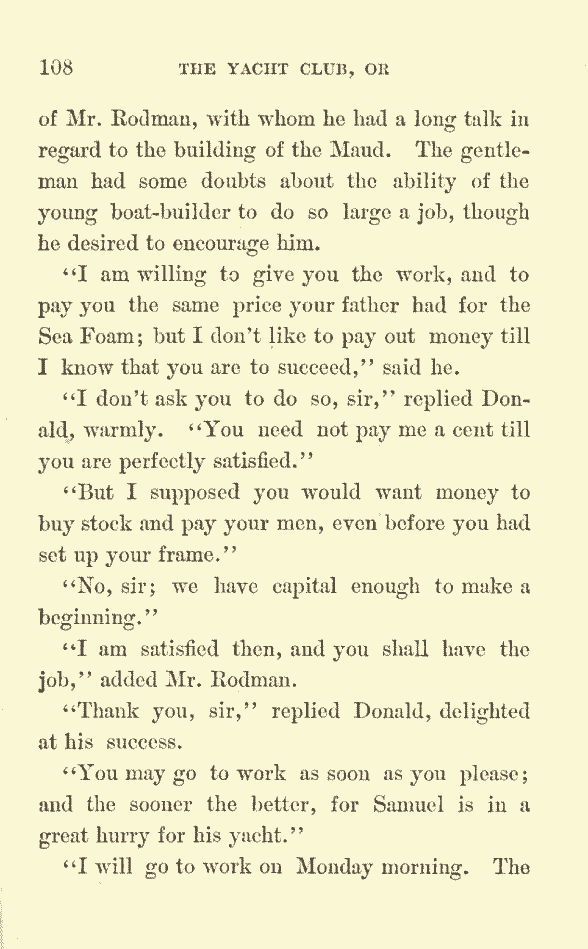 108 THE YACHT CLUB, OR
of Mr. Rodman, with whom he had a long talk in
regard to the building of the Maud. The gentle-
man had some doubts about the ability of the
young boat-builder to do so large a job, though
he desired to encourage him.
"I am willing to give you the work, and to
pay you the same price your father had for the
Sea Foam; but I don't like to pay out money till
I know that you are to succeed," said he.
"I don't ask you to do so, sir," replied Don-
ald, warmly. "You need not pay me a cent till
you are perfectly satisfied."
"But I supposed you would want money to
buy stock and pay your men, even before you had
set up your frame."
"No, sir; we have capital enough to make a
beginning."
"I am satisfied then, and you shall have the
job," added Mr. Rodman.
"Thank you, sir," replied Donald, delighted
at his success.
"You may go to work as soon as you please;
and the sooner the better, for Samuel is in a
great hurry for his yacht."
"I will go to work on Monday morning. The